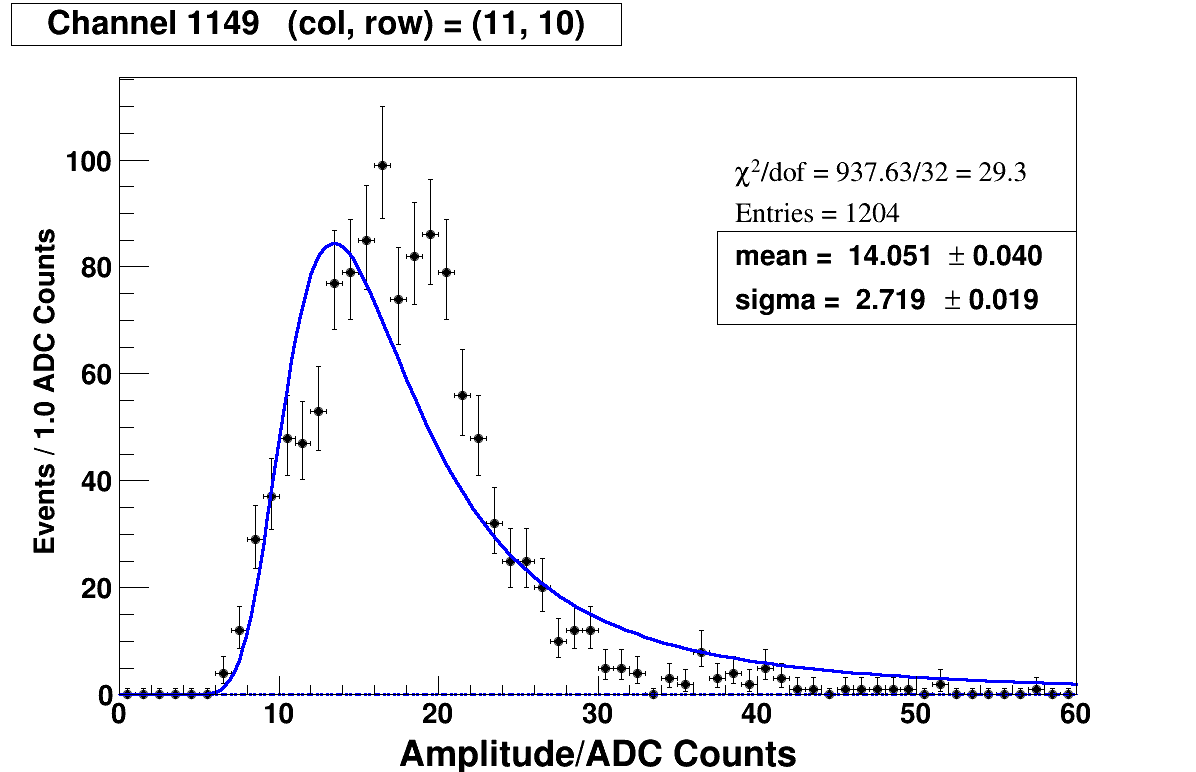 Channel 1149 (col, row) = (11, 10)
χ²/dof = 937.63/32 = 29.3
Entries = 1204
mean = 14.051 ± 0.040
sigma = 2.719 ± 0.019
Events / 1.0 ADC Counts
100
80
60
40
20
0
0 10 20 30 40 50 60
Amplitude/ADC Counts